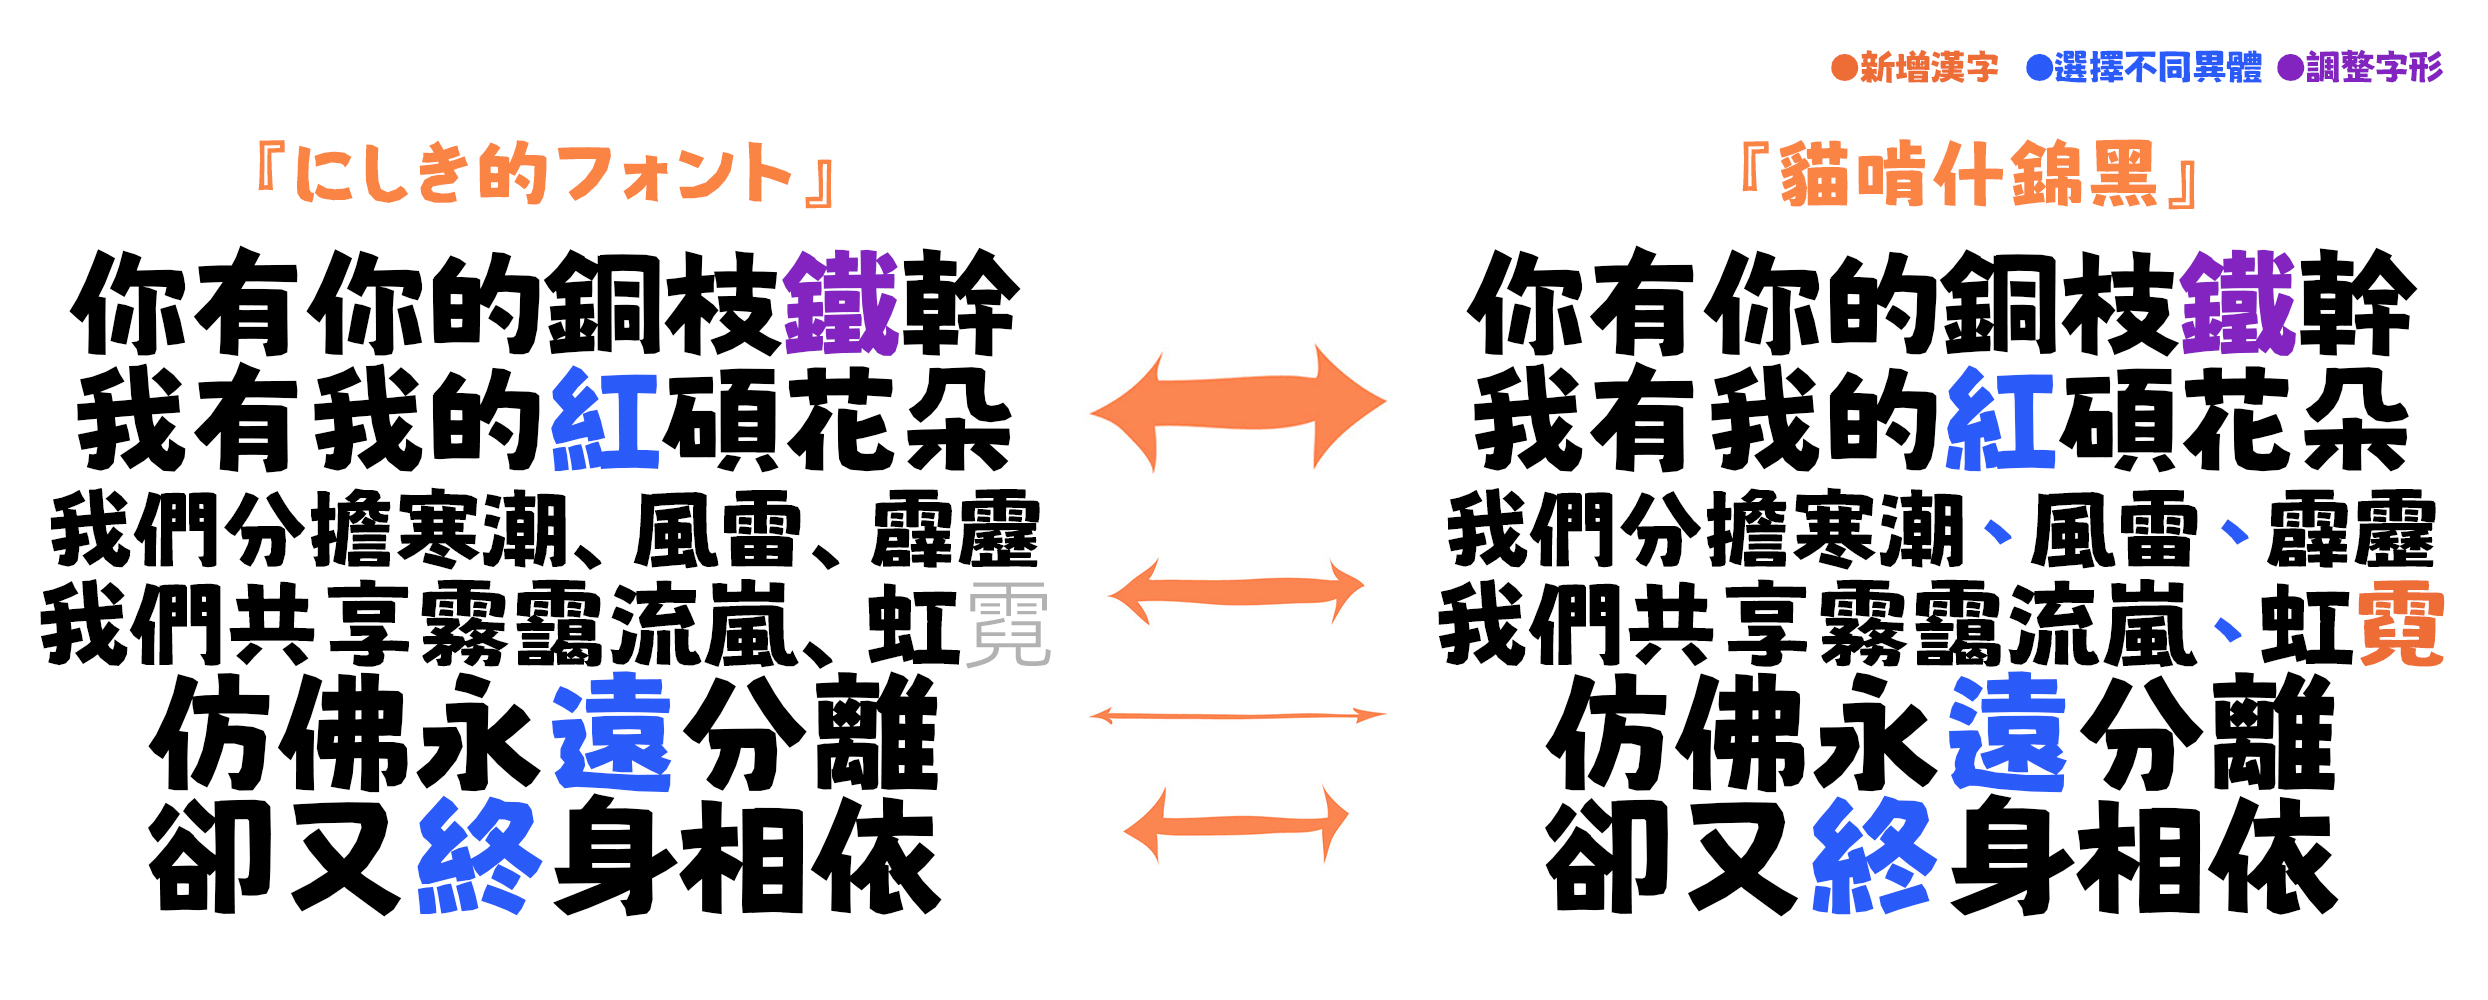 ●新增漢字 ●選擇不同異體 ●調整字形
『にしき的フォント』
你有你的銅枝鐵幹
我有我的紅碩花朵
我們分擔寒潮、風雷、霹靂
我們共享霧靄流嵐、虹霓
仿佛永遠分離
卻又終身相依
『貓啃什錦黑』
你有你的銅枝鐵幹
我有我的紅碩花朵
我們分擔寒潮、風雷、霹靂
我們共享霧靄流嵐、虹霓
仿佛永遠分離
卻又終身相依